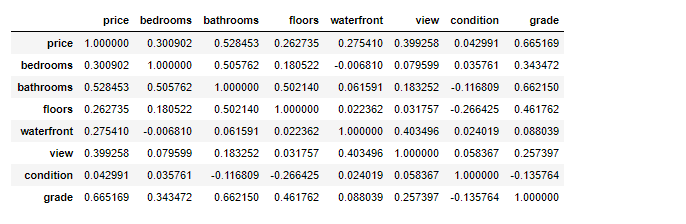 price bedrooms bathrooms floors waterfront view condition grade
price 1.000000 0.300902 0.528453 0.262735 0.275410 0.399258 0.042991 0.665169
bedrooms 0.300902 1.000000 0.505762 0.180522 -0.006810 0.079599 0.035761 0.343472
bathrooms 0.528453 0.505762 1.000000 0.502140 0.061591 0.183252 -0.116809 0.662150
floors 0.262735 0.180522 0.502140 1.000000 0.022362 0.031757 -0.266425 0.461762
waterfront 0.275410 -0.006810 0.061591 0.022362 1.000000 0.403496 0.024019 0.088039
view 0.399258 0.079599 0.183252 0.031757 0.403496 1.000000 0.058367 0.257397
condition 0.042991 0.035761 -0.116809 -0.266425 0.024019 0.058367 1.000000 -0.135764
grade 0.665169 0.343472 0.662150 0.461762 0.088039 0.257397 -0.135764 1.000000